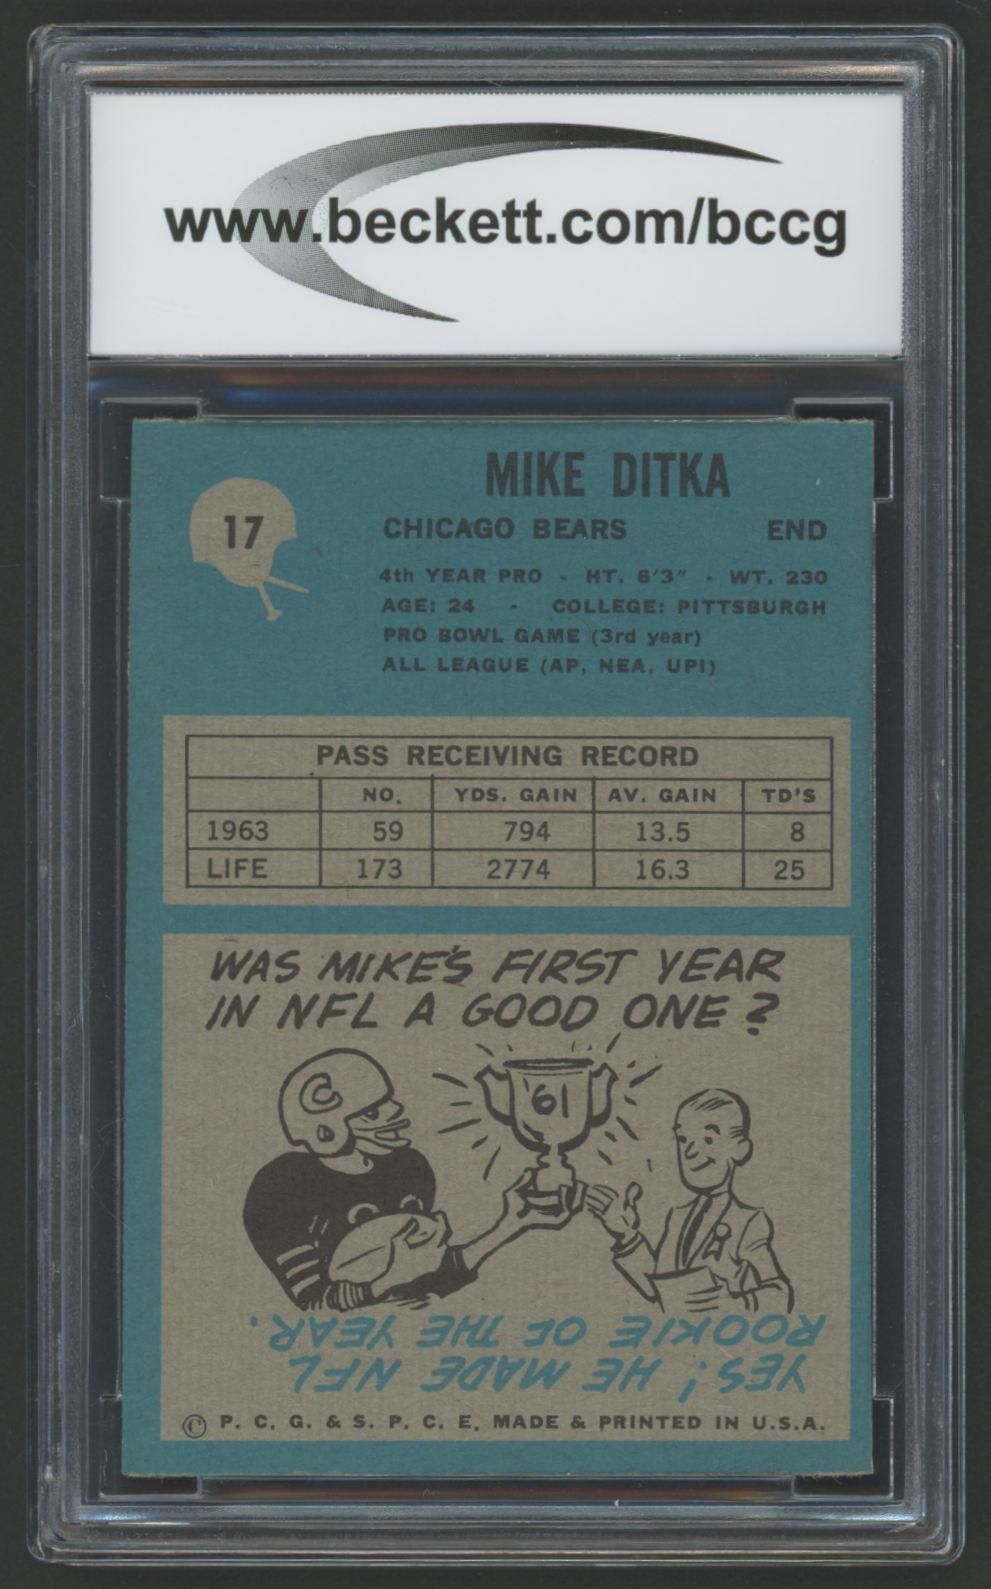 www.beckett.com/bccg
MIKE DITKA
17
CHICAGO BEARS END
4th YEAR PRO - HT. 6'3" - WT. 230
AGE: 24 - COLLEGE: PITTSBURGH
PRO BOWL GAME (3rd year)
ALL LEAGUE (AP, NEA, UPI)
PASS RECEIVING RECORD
NO. YDS. GAIN AV. GAIN TD'S
1963 59 794 13.5 8
LIFE 173 2774 16.3 25
WAS MIKE'S FIRST YEAR
IN NFL A GOOD ONE?
C
'61
YES! HE MADE NFL
ROOKIE OF THE YEAR.
© P. C. G. & S. P. C. E. MADE & PRINTED IN U.S.A.